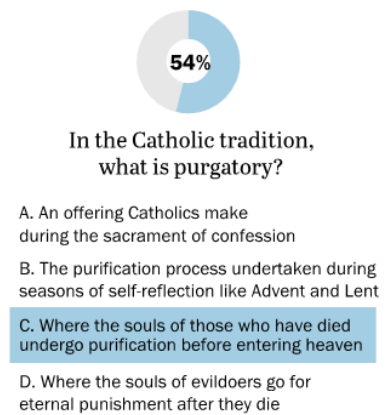 54%
In the Catholic tradition,
what is purgatory?
A. An offering Catholics make
during the sacrament of confession
B. The purification process undertaken during
seasons of self-reflection like Advent and Lent
C. Where the souls of those who have died
undergo purification before entering heaven
D. Where the souls of evildoers go for
eternal punishment after they die